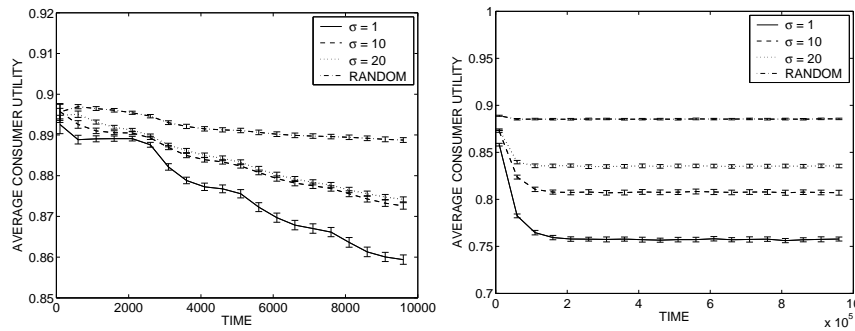 0.92
0.91
0.9
0.89
0.88
0.87
0.86
0.85
AVERAGE CONSUMER UTILITY
0 2000 4000 6000 8000 10000
TIME
σ = 1
σ = 10
σ = 20
RANDOM
1
0.95
0.9
0.85
0.8
0.75
0.7
AVERAGE CONSUMER UTILITY
0 2 4 6 8 10
x 10⁵
TIME
σ = 1
σ = 10
σ = 20
RANDOM